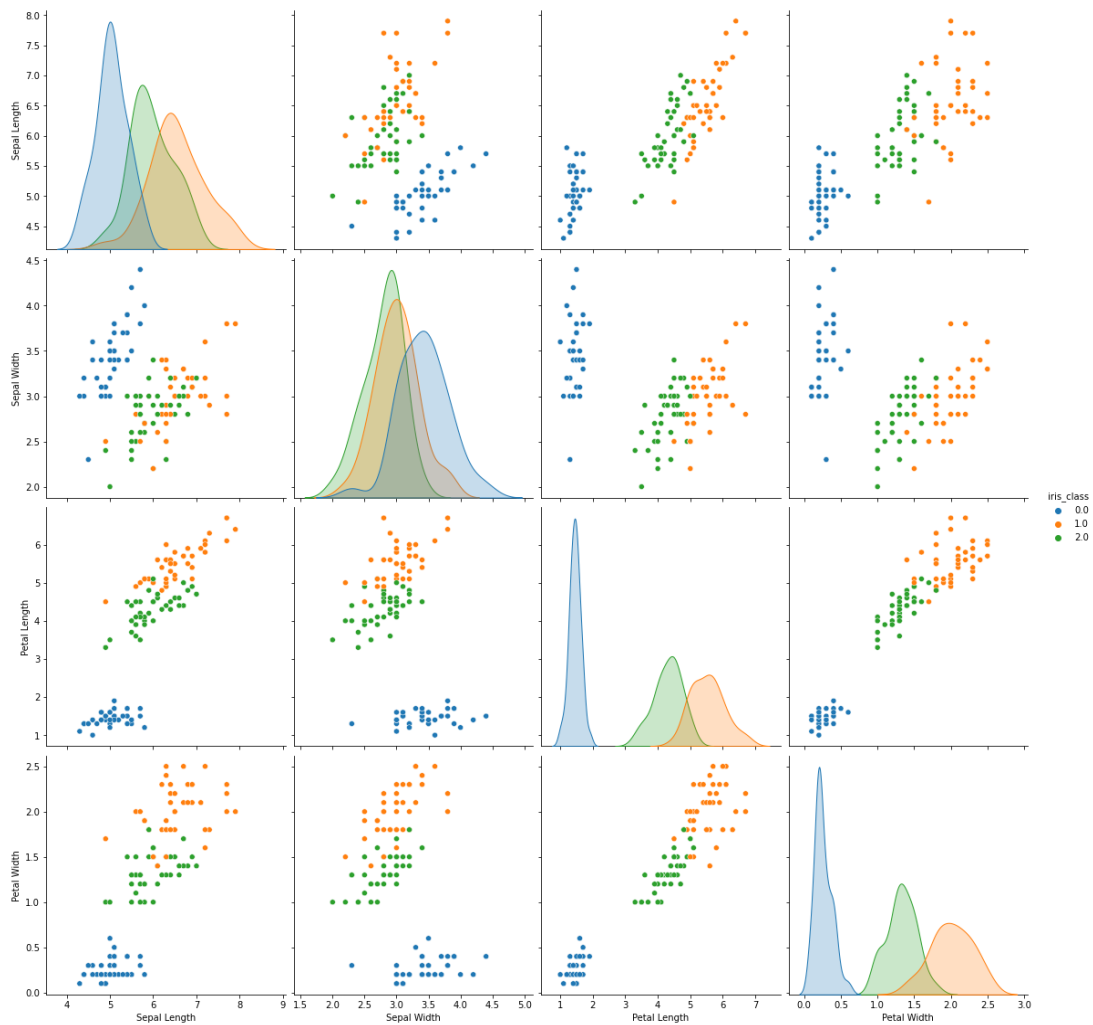 8.0
7.5
7.0
6.5
6.0
5.5
5.0
4.5
Sepal Length
4.5
4.0
3.5
3.0
2.5
2.0
Sepal Width
iris_class
0.0
1.0
2.0
6
5
4
3
2
1
Petal Length
2.5
2.0
1.5
1.0
0.5
0.0
Petal Width
4 5 6 7 8 9
Sepal Length
1.5 2.0 2.5 3.0 3.5 4.0 4.5 5.0
Sepal Width
1 2 3 4 5 6 7
Petal Length
0.0 0.5 1.0 1.5 2.0 2.5 3.0
Petal Width